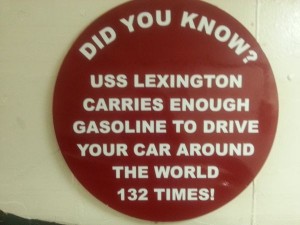 DID YOU KNOW?
USS LEXINGTON
CARRIES ENOUGH
GASOLINE TO DRIVE
YOUR CAR AROUND
THE WORLD
132 TIMES!